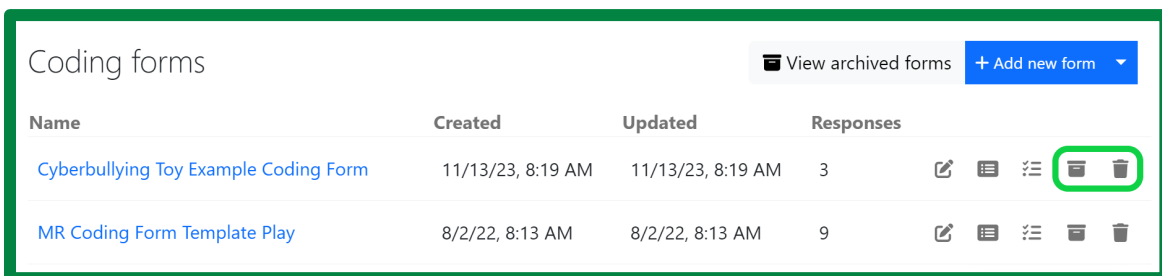 Coding forms View archived forms + Add new form
Name Created Updated Responses
Cyberbullying Toy Example Coding Form 11/13/23, 8:19 AM 11/13/23, 8:19 AM 3
MR Coding Form Template Play 8/2/22, 8:13 AM 8/2/22, 8:13 AM 9